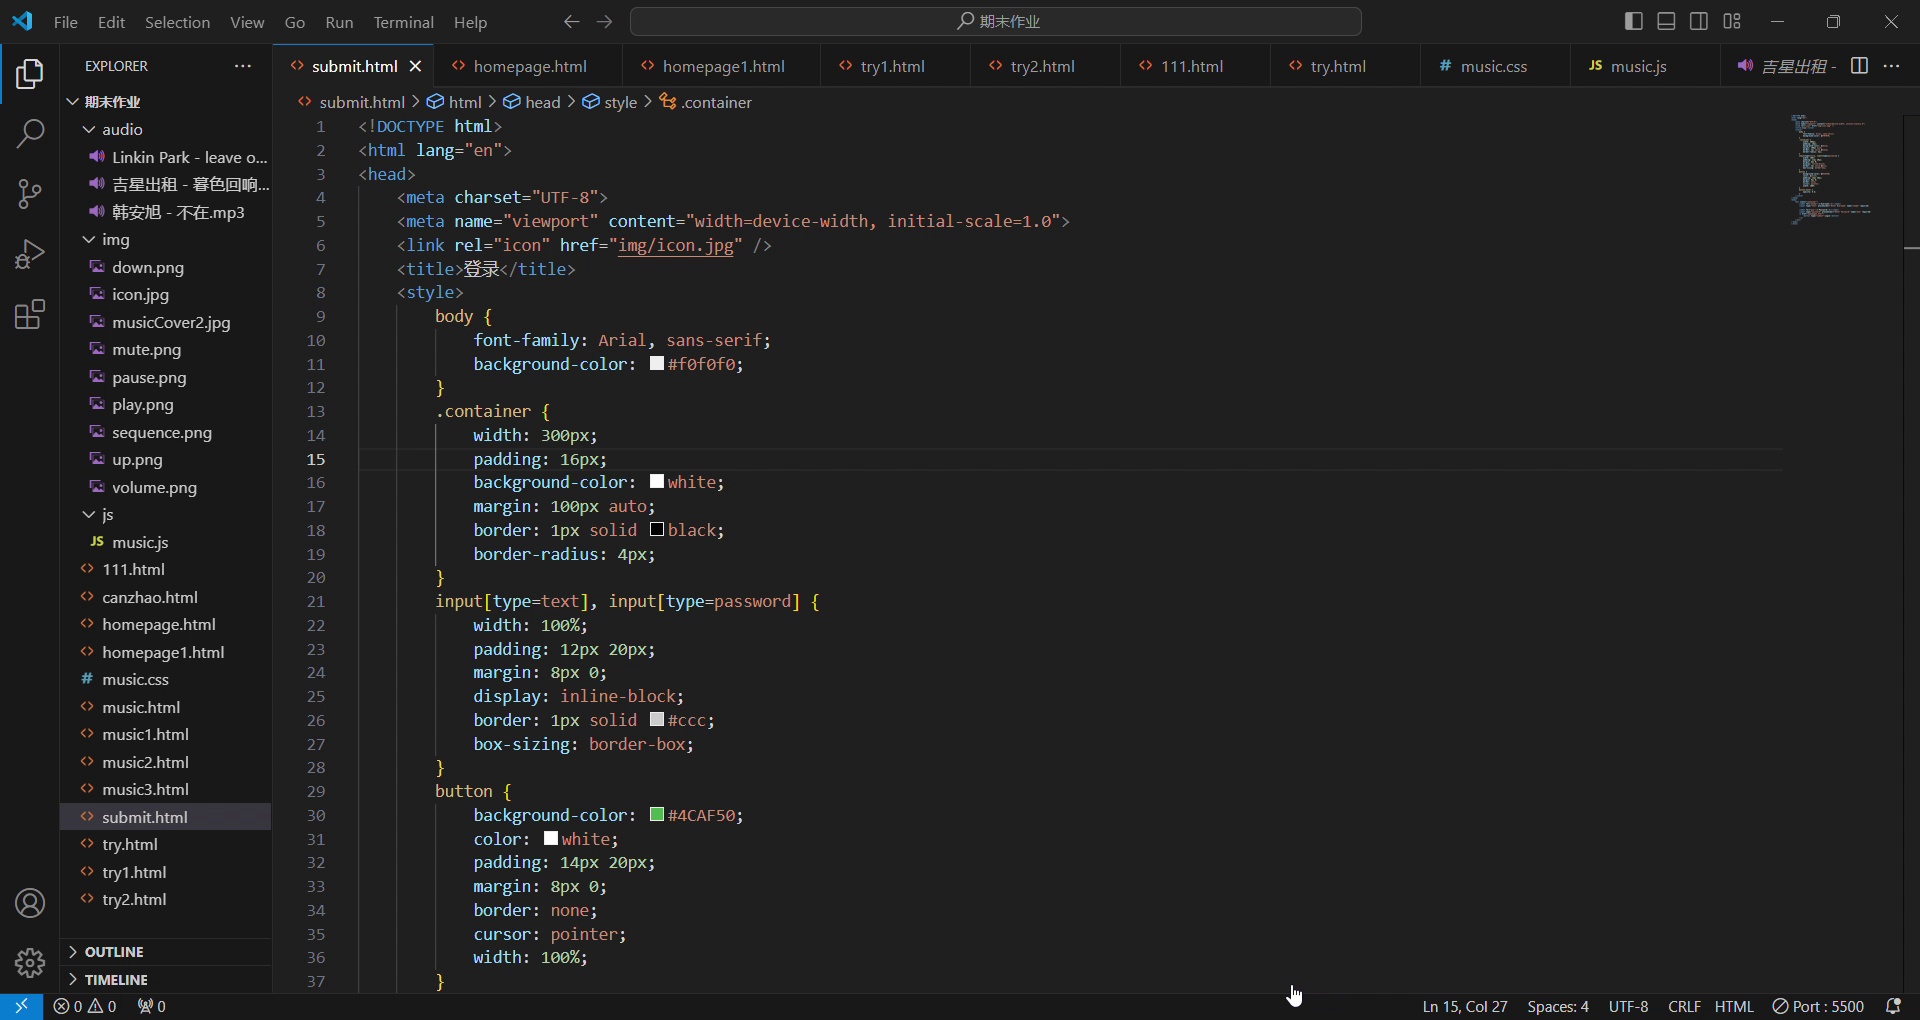 File Edit Selection View Go Run Terminal Help
期末作业
EXPLORER
submit.html homepage.html homepage1.html try1.html try2.html 111.html try.html # music.css JS music.js 吉星出租 -
submit.html > html > head > style > .container
期末作业
audio
Linkin Park - leave o...
吉星出租 - 暮色回响...
韩安旭 - 不在.mp3
img
down.png
icon.jpg
musicCover2.jpg
mute.png
pause.png
play.png
sequence.png
up.png
volume.png
js
JS music.js
111.html
canzhao.html
homepage.html
homepage1.html
# music.css
music.html
music1.html
music2.html
music3.html
submit.html
try.html
try1.html
try2.html
OUTLINE
TIMELINE
1 <!DOCTYPE html>
2 <html lang="en">
3 <head>
4 <meta charset="UTF-8">
5 <meta name="viewport" content="width=device-width, initial-scale=1.0">
6 <link rel="icon" href="img/icon.jpg" />
7 <title>登录</title>
8 <style>
9 body {
10 font-family: Arial, sans-serif;
11 background-color: #f0f0f0;
12 }
13 .container {
14 width: 300px;
15 padding: 16px;
16 background-color: white;
17 margin: 100px auto;
18 border: 1px solid black;
19 border-radius: 4px;
20 }
21 input[type=text], input[type=password] {
22 width: 100%;
23 padding: 12px 20px;
24 margin: 8px 0;
25 display: inline-block;
26 border: 1px solid #ccc;
27 box-sizing: border-box;
28 }
29 button {
30 background-color: #4CAF50;
31 color: white;
32 padding: 14px 20px;
33 margin: 8px 0;
34 border: none;
35 cursor: pointer;
36 width: 100%;
37 }
0 0 0 Ln 15, Col 27 Spaces: 4 UTF-8 CRLF HTML Port : 5500